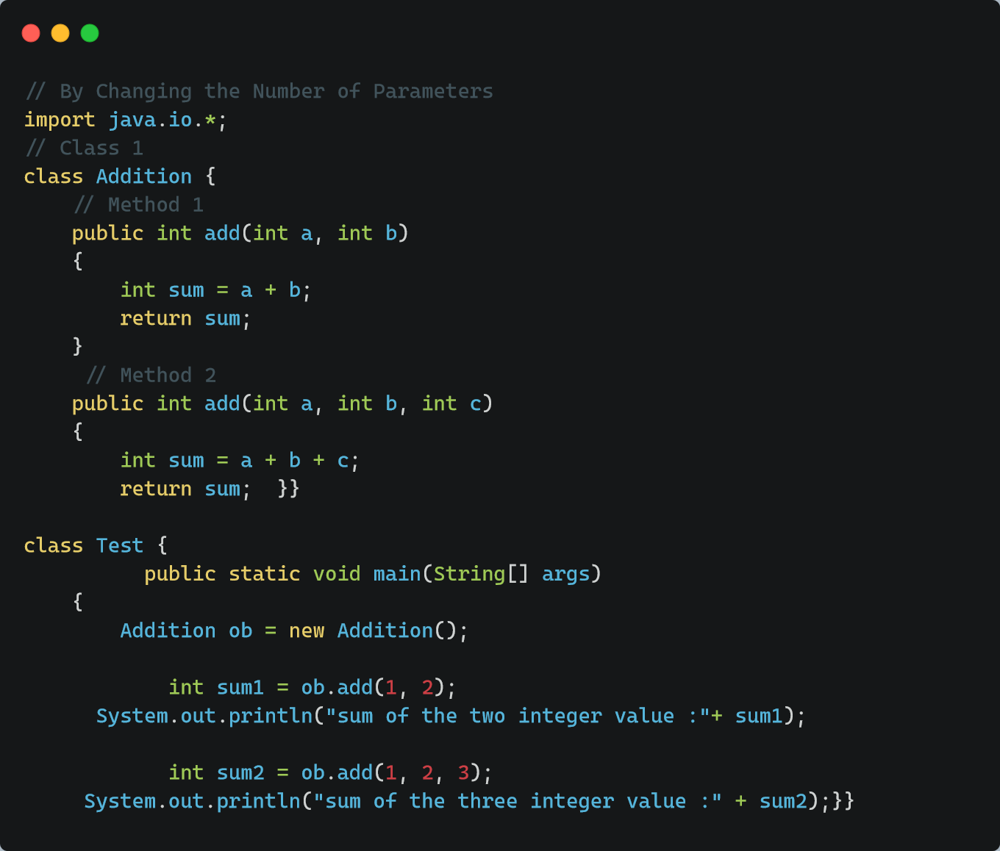 // By Changing the Number of Parameters
import java.io.*;
// Class 1
class Addition {
    // Method 1
    public int add(int a, int b)
    {
        int sum = a + b;
        return sum;
    }
     // Method 2
    public int add(int a, int b, int c)
    {
        int sum = a + b + c;
        return sum;  }}

class Test {
          public static void main(String[] args)
    {
        Addition ob = new Addition();

            int sum1 = ob.add(1, 2);
      System.out.println("sum of the two integer value :"+ sum1);

            int sum2 = ob.add(1, 2, 3);
     System.out.println("sum of the three integer value :" + sum2);}}